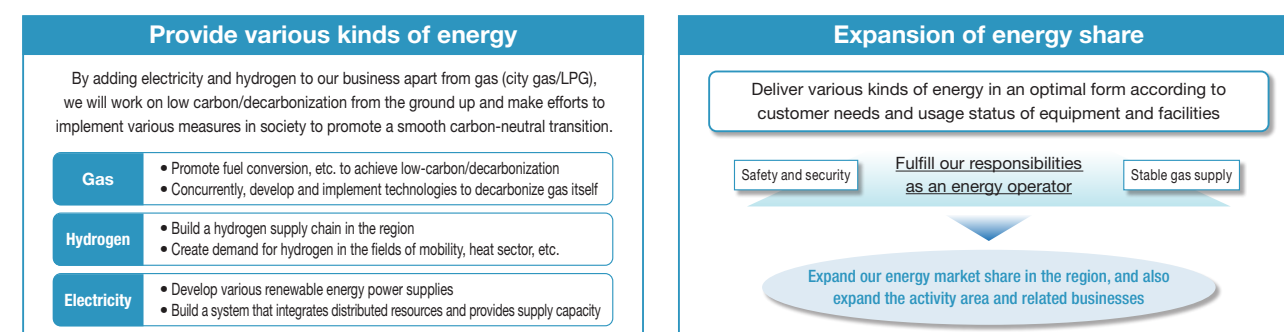 Provide various kinds of energy
By adding electricity and hydrogen to our business apart from gas (city gas/LPG),
we will work on low carbon/decarbonization from the ground up and make efforts to
implement various measures in society to promote a smooth carbon-neutral transition.
Gas
• Promote fuel conversion, etc. to achieve low-carbon/decarbonization
• Concurrently, develop and implement technologies to decarbonize gas itself
Hydrogen
• Build a hydrogen supply chain in the region
• Create demand for hydrogen in the fields of mobility, heat sector, etc.
Electricity
• Develop various renewable energy power supplies
• Build a system that integrates distributed resources and provides supply capacity
Expansion of energy share
Deliver various kinds of energy in an optimal form according to
customer needs and usage status of equipment and facilities
Safety and security
Fulfill our responsibilities
as an energy operator
Stable gas supply
Expand our energy market share in the region, and also
expand the activity area and related businesses